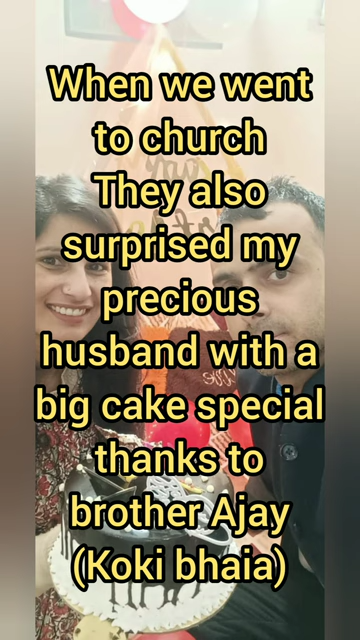 When we went
to church
They also
surprised my
precious
husband with a
big cake special
thanks to
brother Ajay
(Koki bhaia)